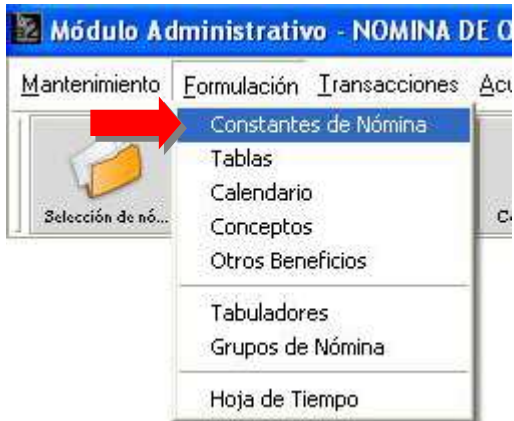 Módulo Administrativo - NOMINA DE O
Mantenimiento Formulación Transacciones Acu
Constantes de Nómina
Tablas
Calendario
Conceptos
Otros Beneficios
Tabuladores
Grupos de Nómina
Hoja de Tiempo
Selección de nó...